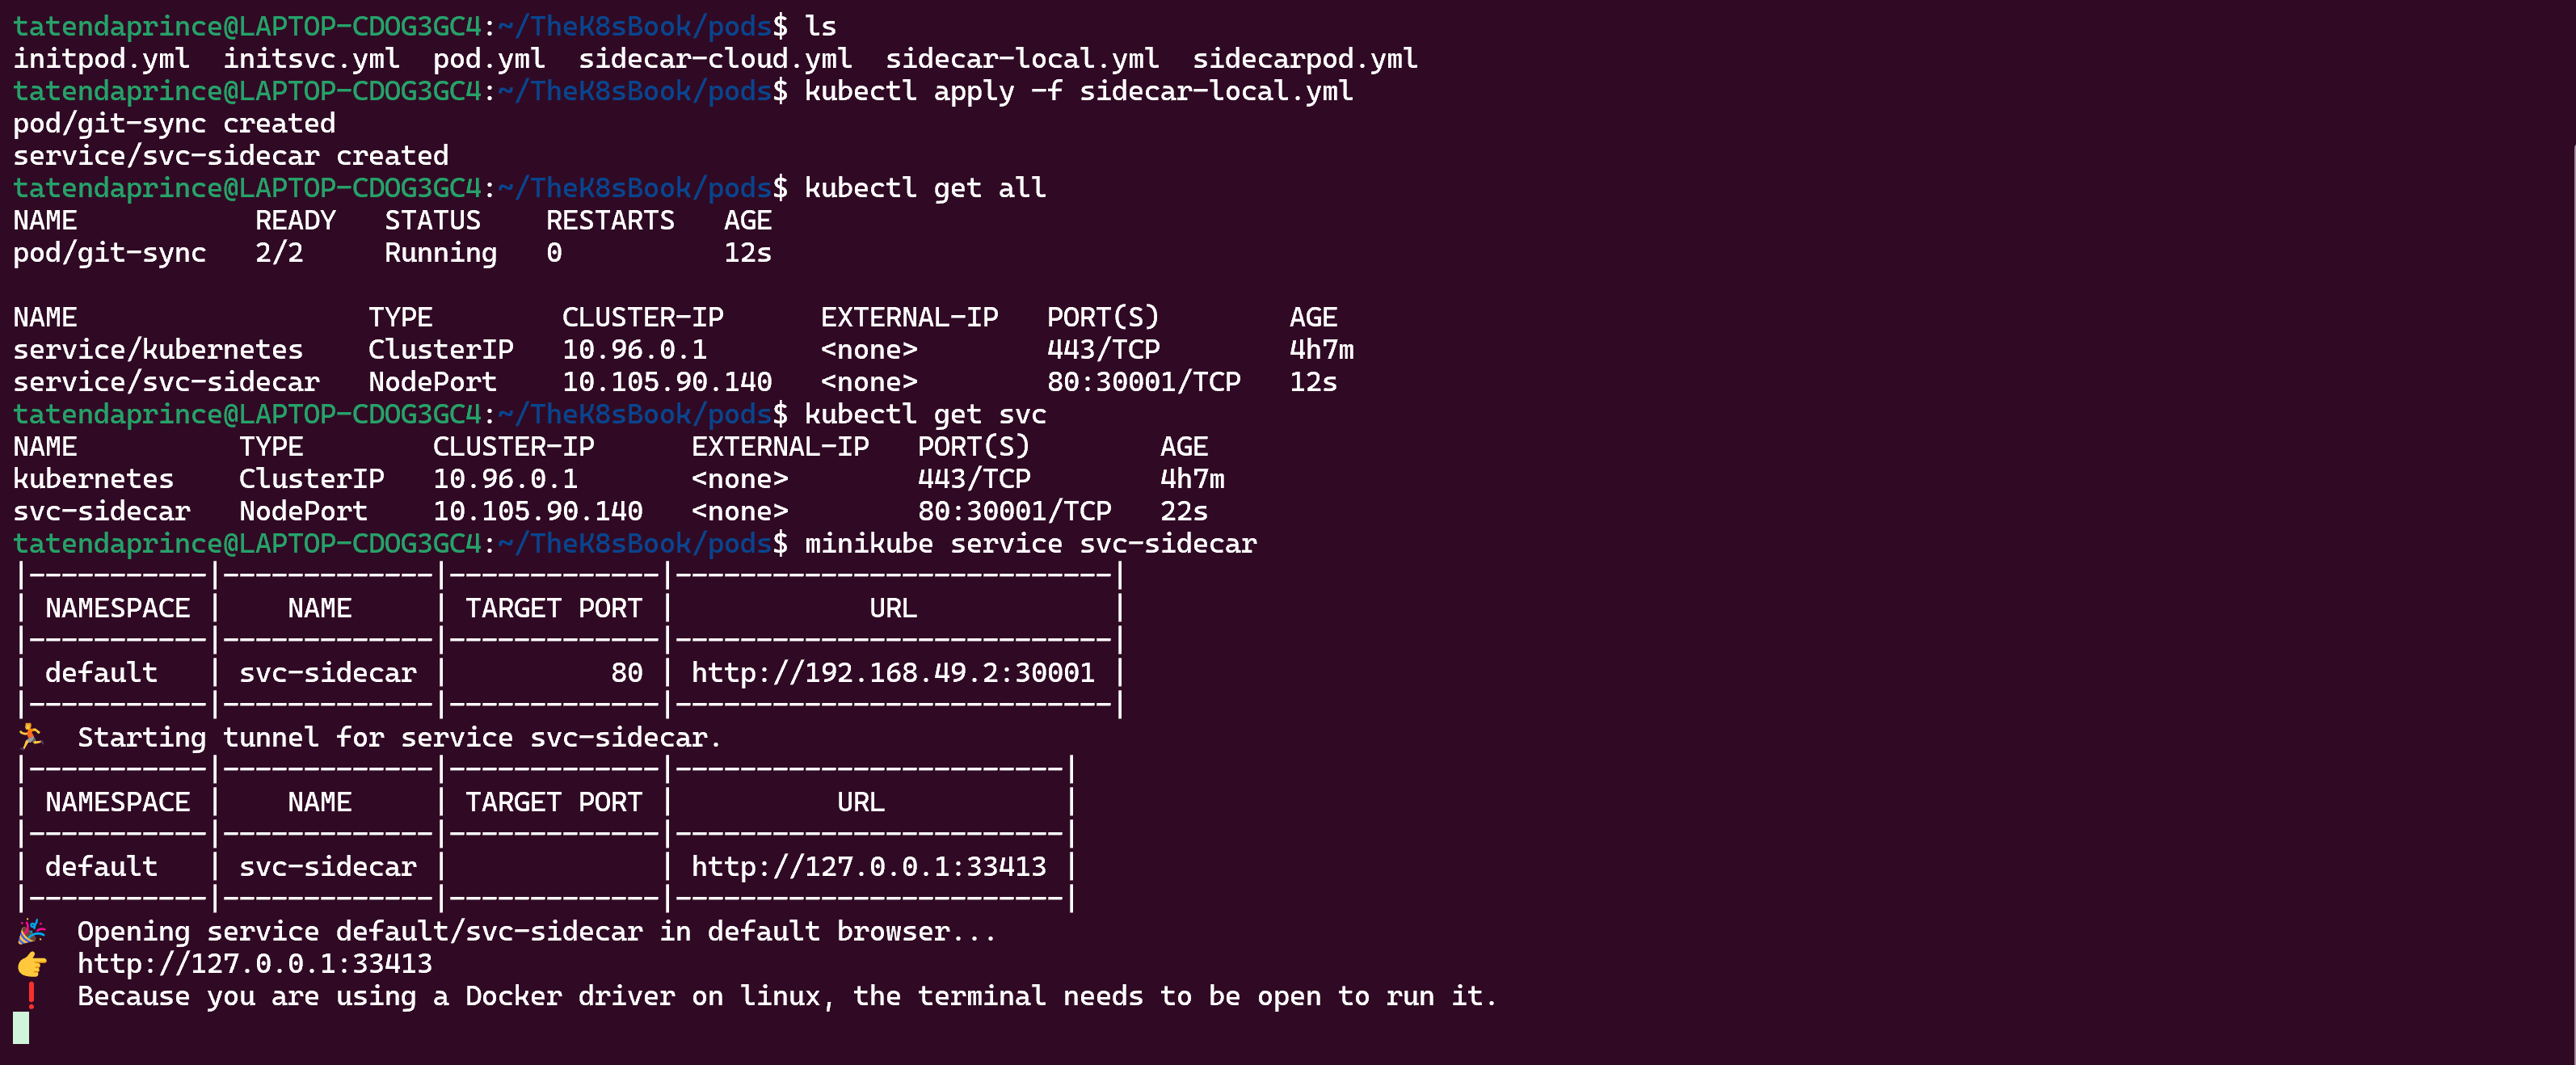 tatendaprince@LAPTOP-CDOG3GC4:~/TheK8sBook/pods$ ls
initpod.yml  initsvc.yml  pod.yml  sidecar-cloud.yml  sidecar-local.yml  sidecarpod.yml
tatendaprince@LAPTOP-CDOG3GC4:~/TheK8sBook/pods$ kubectl apply -f sidecar-local.yml
pod/git-sync created
service/svc-sidecar created
tatendaprince@LAPTOP-CDOG3GC4:~/TheK8sBook/pods$ kubectl get all
NAME           READY   STATUS    RESTARTS   AGE
pod/git-sync   2/2     Running   0          12s

NAME                  TYPE        CLUSTER-IP      EXTERNAL-IP   PORT(S)        AGE
service/kubernetes    ClusterIP   10.96.0.1       <none>        443/TCP        4h7m
service/svc-sidecar   NodePort    10.105.90.140   <none>        80:30001/TCP   12s
tatendaprince@LAPTOP-CDOG3GC4:~/TheK8sBook/pods$ kubectl get svc
NAME          TYPE        CLUSTER-IP      EXTERNAL-IP   PORT(S)        AGE
kubernetes    ClusterIP   10.96.0.1       <none>        443/TCP        4h7m
svc-sidecar   NodePort    10.105.90.140   <none>        80:30001/TCP   22s
tatendaprince@LAPTOP-CDOG3GC4:~/TheK8sBook/pods$ minikube service svc-sidecar
|-----------|-------------|-------------|---------------------------|
| NAMESPACE |    NAME     | TARGET PORT |            URL            |
|-----------|-------------|-------------|---------------------------|
| default   | svc-sidecar |          80 | http://192.168.49.2:30001 |
|-----------|-------------|-------------|---------------------------|
🏃  Starting tunnel for service svc-sidecar.
|-----------|-------------|-------------|------------------------|
| NAMESPACE |    NAME     | TARGET PORT |          URL           |
|-----------|-------------|-------------|------------------------|
| default   | svc-sidecar |             | http://127.0.0.1:33413 |
|-----------|-------------|-------------|------------------------|
🎉  Opening service default/svc-sidecar in default browser...
👉  http://127.0.0.1:33413
❗  Because you are using a Docker driver on linux, the terminal needs to be open to run it.